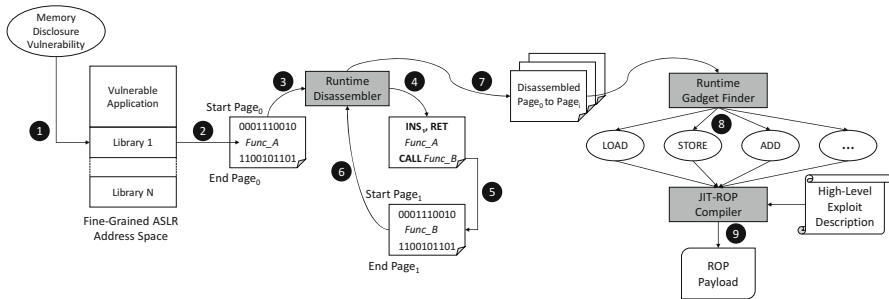 Memory
Disclosure
Vulnerability
1
Vulnerable
Application
Library 1
Library N
Fine-Grained ASLR
Address Space
2
Start Page0
0001110010
Func_A
1100101101
End Page0
3
Runtime
Disassembler
4
INS1, RET
Func_A
CALL Func_B
5
Start Page1
0001110010
Func_B
1100101101
End Page1
6
7
Disassembled
Page0 to Pagei
Runtime
Gadget Finder
8
LOAD
STORE
ADD
...
JIT-ROP
Compiler
High-Level
Exploit
Description
9
ROP
Payload